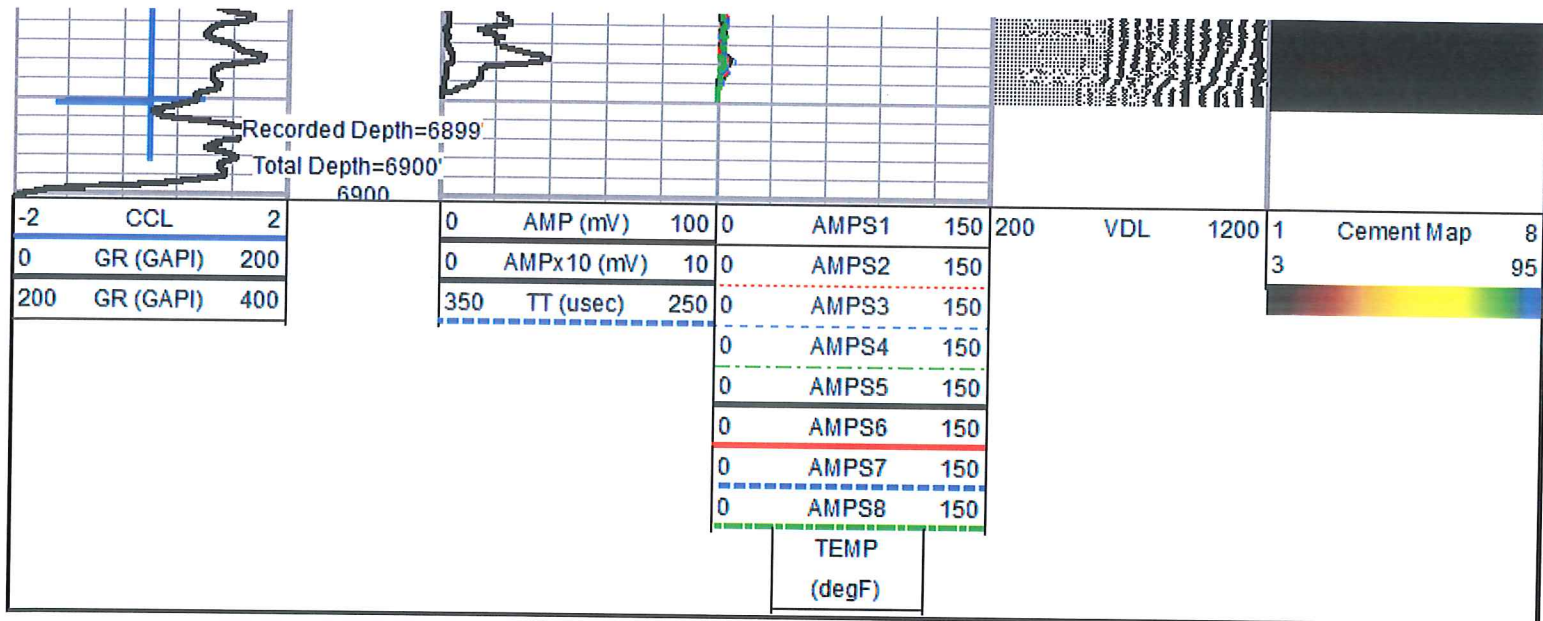 Recorded Depth=6899'
Total Depth=6900'
6900
-2 CCL 2
0 GR (GAPI) 200
200 GR (GAPI) 400
0 AMP (mV) 100
0 AMPx10 (mV) 10
350 TT (usec) 250
0 AMPS1 150
0 AMPS2 150
0 AMPS3 150
0 AMPS4 150
0 AMPS5 150
0 AMPS6 150
0 AMPS7 150
0 AMPS8 150
TEMP
(degF)
200 VDL 1200
1 Cement Map 8
3 95